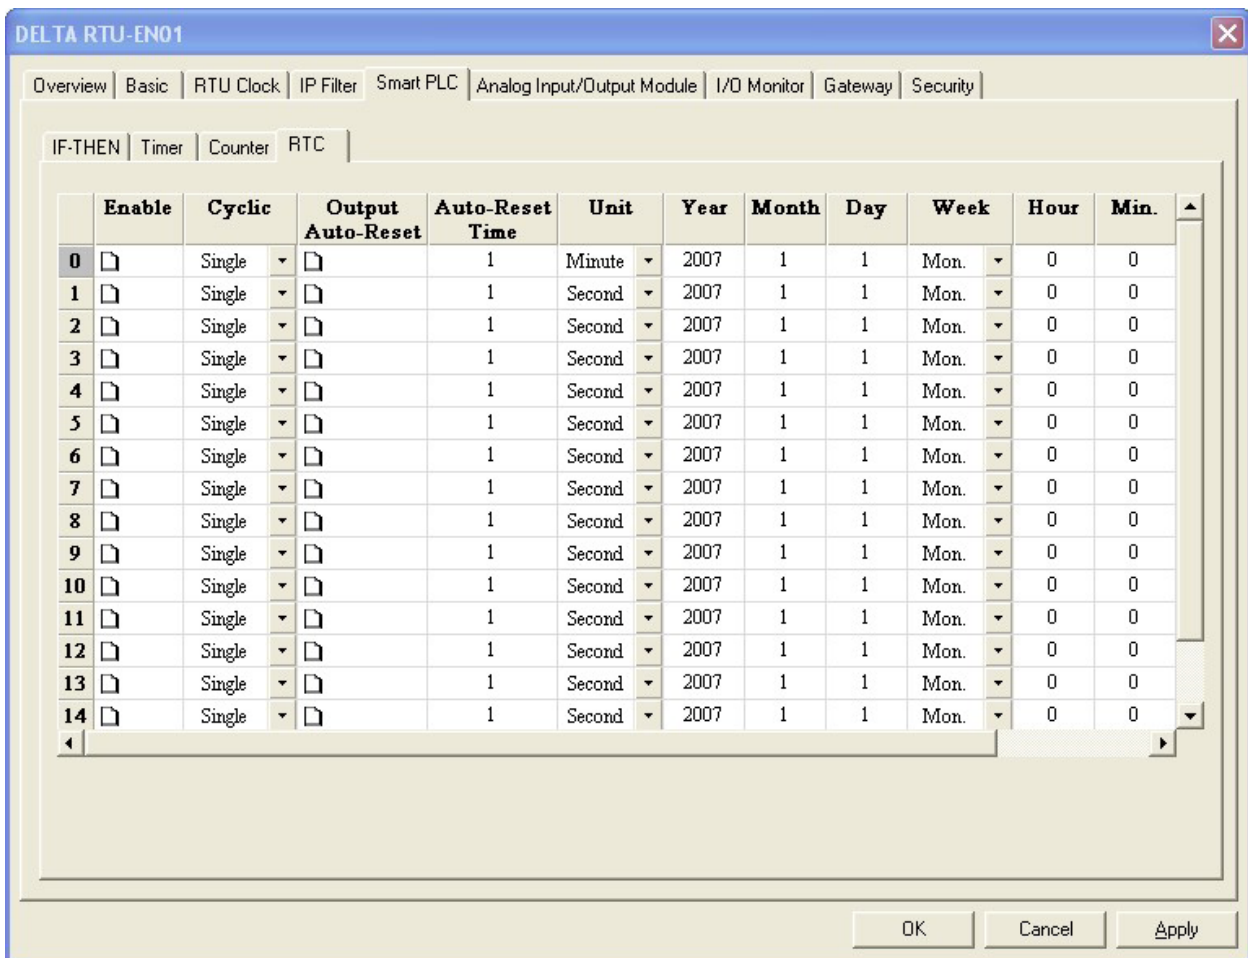 DELTA RTU-EN01
Overview Basic RTU Clock IP Filter Smart PLC Analog Input/Output Module I/O Monitor Gateway Security
IF-THEN Timer Counter RTC
Enable Cyclic Output Auto-Reset Auto-Reset Time Unit Year Month Day Week Hour Min.
0 Single 1 Minute 2007 1 1 Mon. 0 0
1 Single 1 Second 2007 1 1 Mon. 0 0
2 Single 1 Second 2007 1 1 Mon. 0 0
3 Single 1 Second 2007 1 1 Mon. 0 0
4 Single 1 Second 2007 1 1 Mon. 0 0
5 Single 1 Second 2007 1 1 Mon. 0 0
6 Single 1 Second 2007 1 1 Mon. 0 0
7 Single 1 Second 2007 1 1 Mon. 0 0
8 Single 1 Second 2007 1 1 Mon. 0 0
9 Single 1 Second 2007 1 1 Mon. 0 0
10 Single 1 Second 2007 1 1 Mon. 0 0
11 Single 1 Second 2007 1 1 Mon. 0 0
12 Single 1 Second 2007 1 1 Mon. 0 0
13 Single 1 Second 2007 1 1 Mon. 0 0
14 Single 1 Second 2007 1 1 Mon. 0 0
OK Cancel Apply